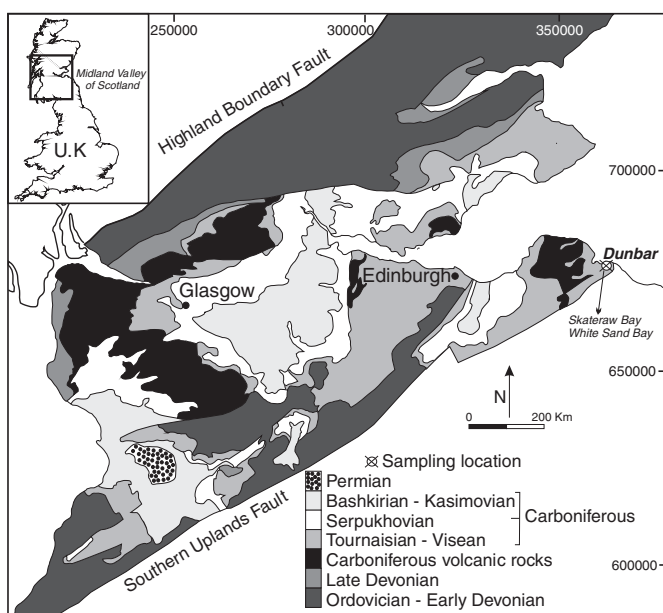 250000
300000
350000
Midland Valley
of Scotland
U.K
Highland Boundary Fault
700000
Dunbar
Edinburgh
Glasgow
Skateraw Bay
White Sand Bay
650000
N
0 200 Km
Sampling location
Permian
Bashkirian - Kasimovian
Serpukhovian
Carboniferous
Tournaisian - Visean
Carboniferous volcanic rocks
Late Devonian
Ordovician - Early Devonian
Southern Uplands Fault
600000